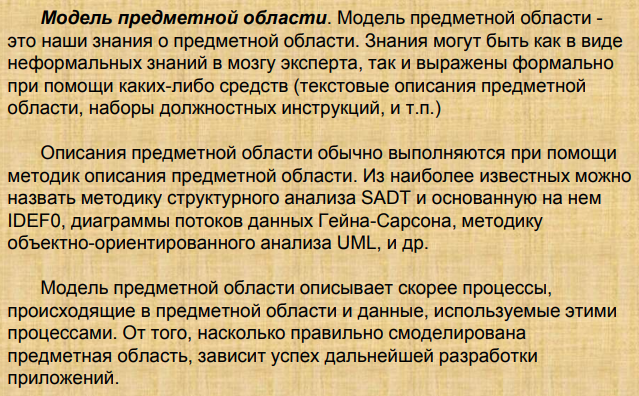 Модель предметной области. Модель предметной области -
это наши знания о предметной области. Знания могут быть как в виде
неформальных знаний в мозгу эксперта, так и выражены формально
при помощи каких-либо средств (текстовые описания предметной
области, наборы должностных инструкций, и т.п.)
Описания предметной области обычно выполняются при помощи
методик описания предметной области. Из наиболее известных можно
назвать методику структурного анализа SADT и основанную на нем
IDEF0, диаграммы потоков данных Гейна-Сарсона, методику
объектно-ориентированного анализа UML, и др.
Модель предметной области описывает скорее процессы,
происходящие в предметной области и данные, используемые этими
процессами. От того, насколько правильно смоделирована
предметная область, зависит успех дальнейшей разработки
приложений.